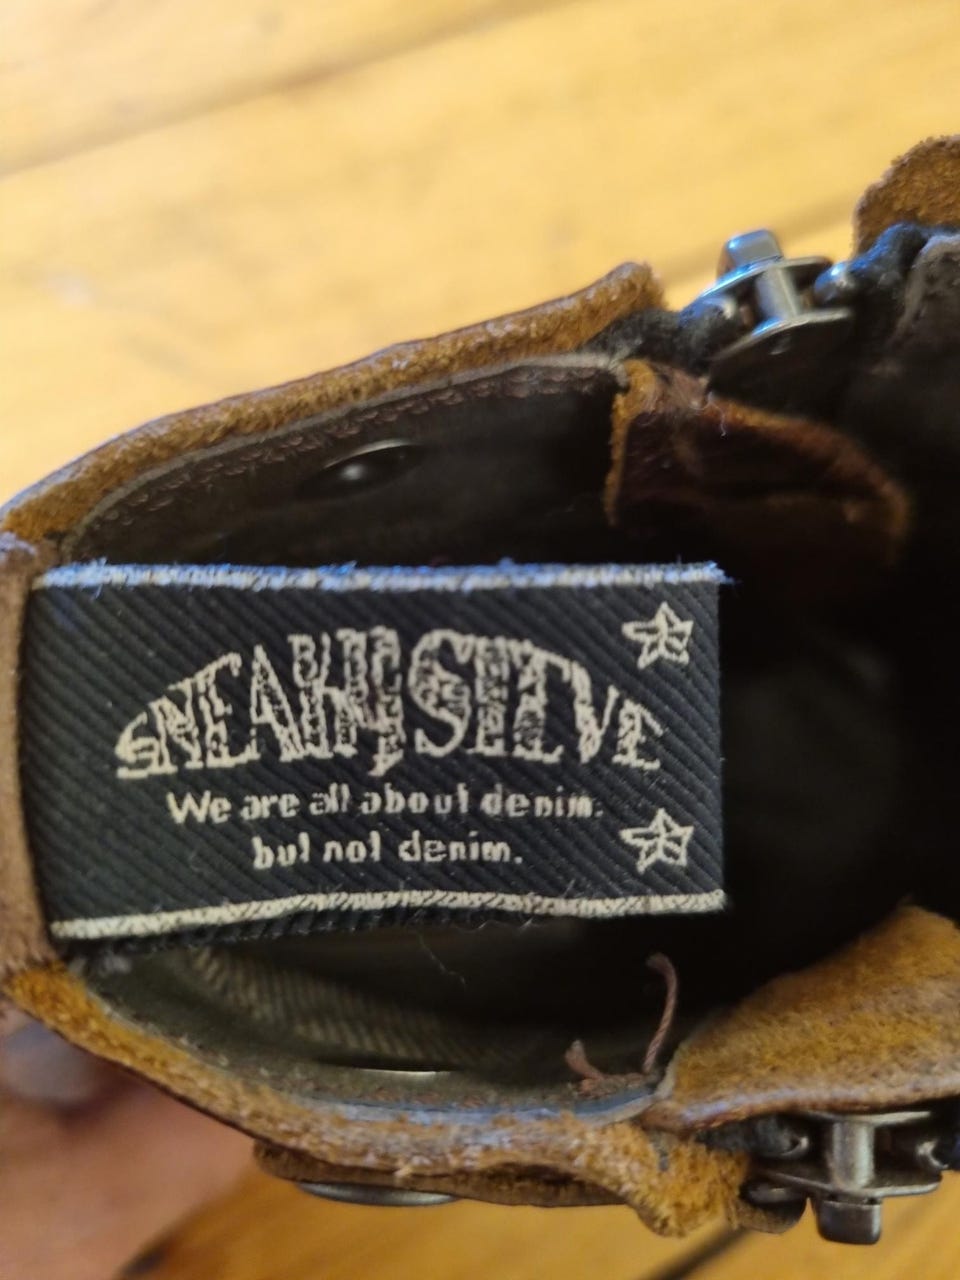 SNEAKY STEVE
We are all about denim.
but not denim.